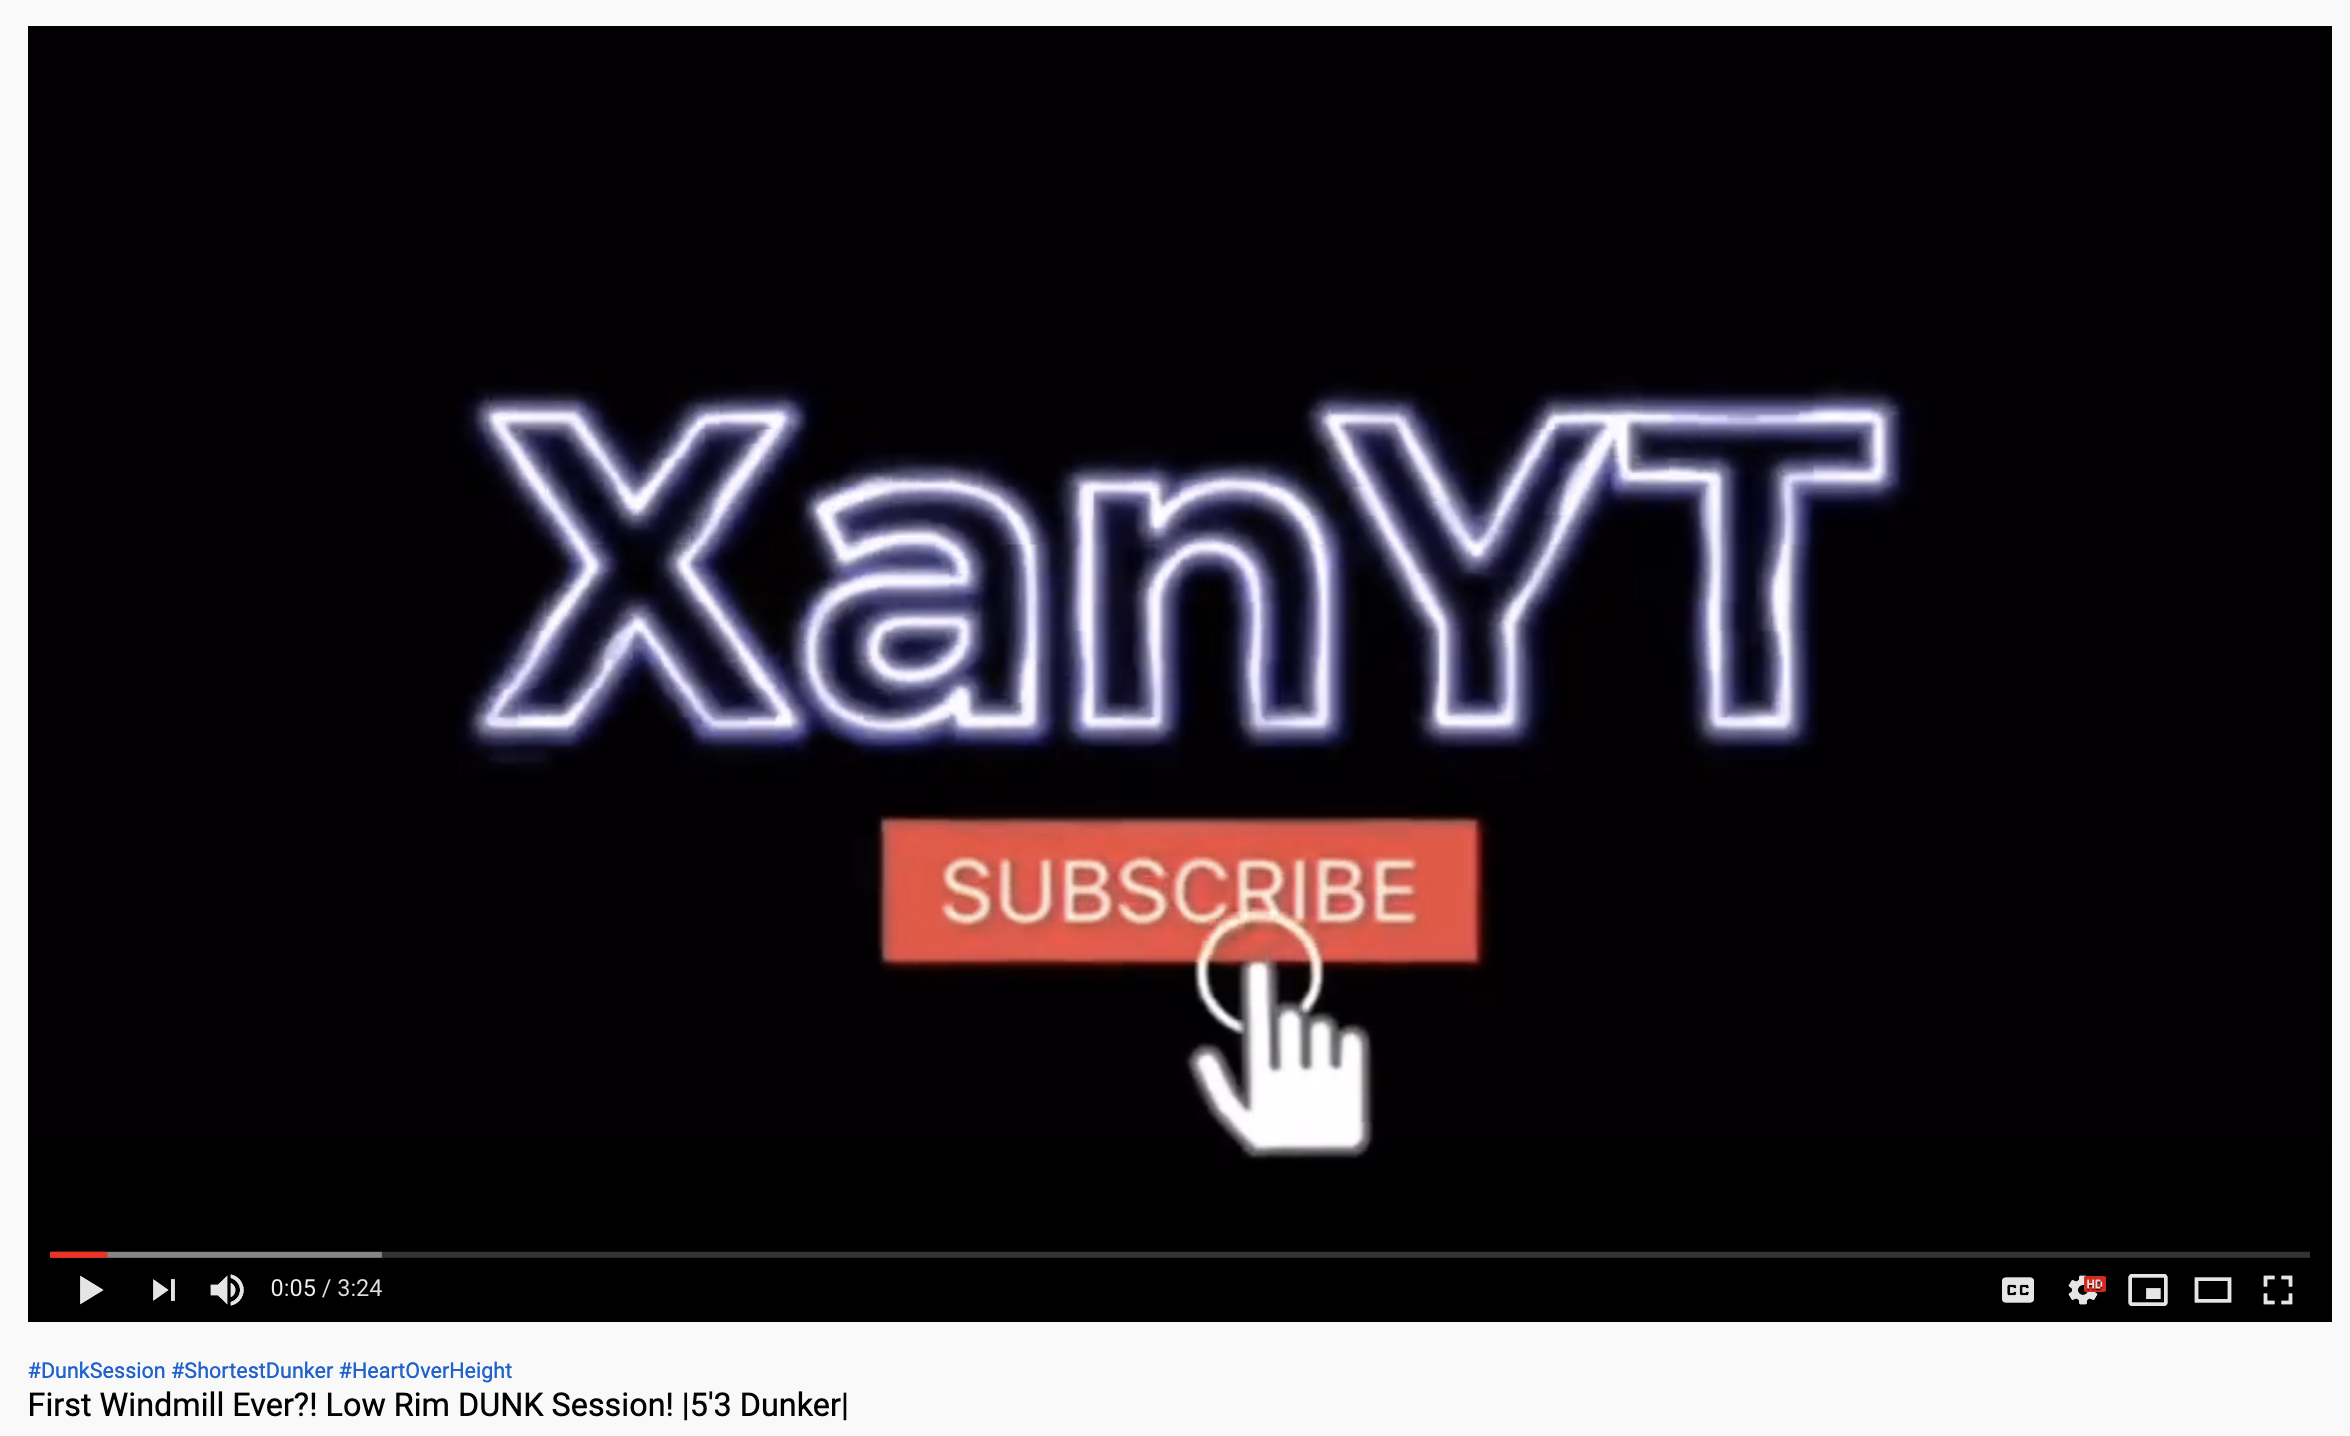 XanYT
SUBSCRIBE
0:05 / 3:24
CC
HD
#DunkSession #ShortestDunker #HeartOverHeight
First Windmill Ever?! Low Rim DUNK Session! |5'3 Dunker|